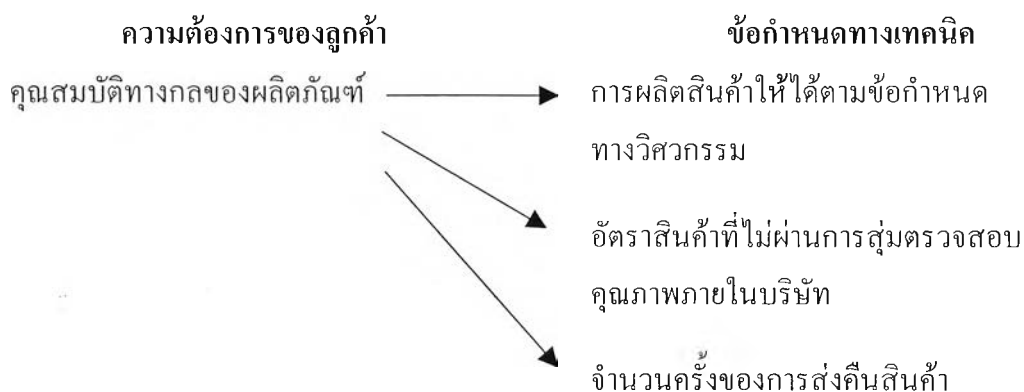 ความต้องการของลูกค้า
ข้อกำหนดทางเทคนิค
คุณสมบัติทางกลของผลิตภัณฑ์
การผลิตสินค้าให้ได้ตามข้อกำหนด
ทางวิศวกรรม
อัตราสินค้าที่ไม่ผ่านการสุ่มตรวจสอบ
คุณภาพภายในบริษัท
จำนวนครั้งของการส่งคืนสินค้า